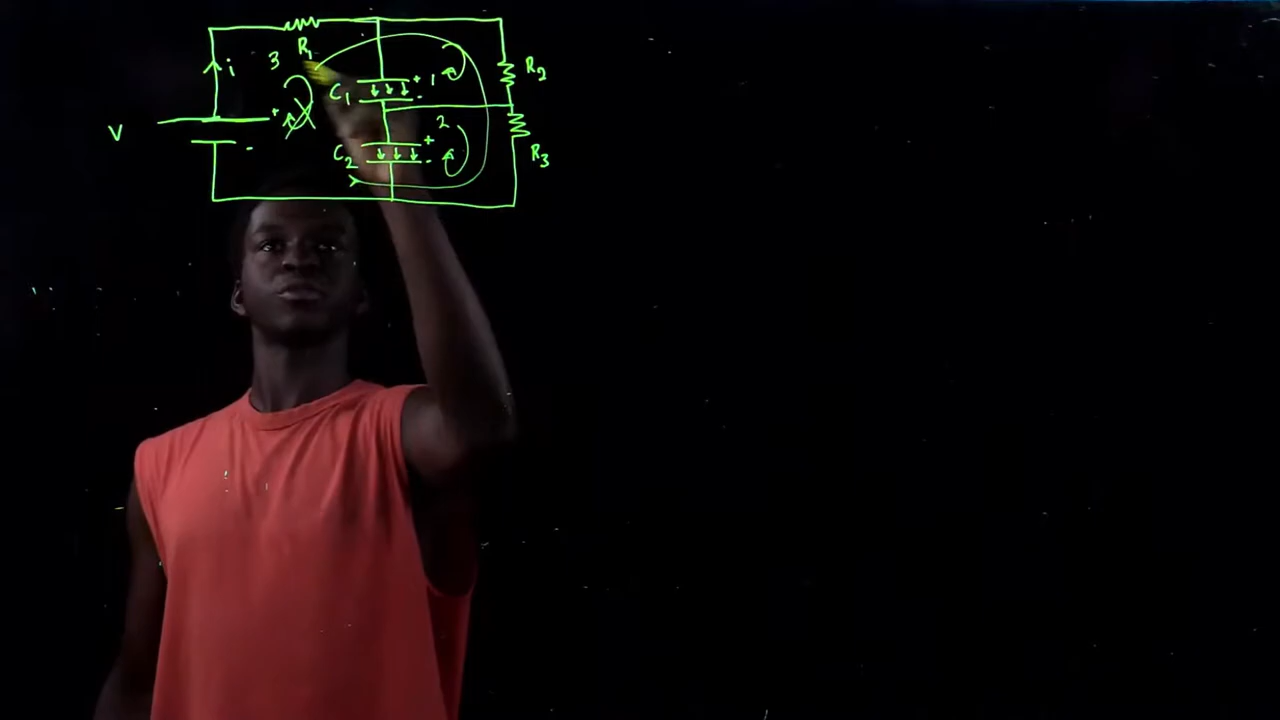 R₁
3
i
C₁
+ 1
-
R₂
V
+
-
2
+
C₂
-
R₃